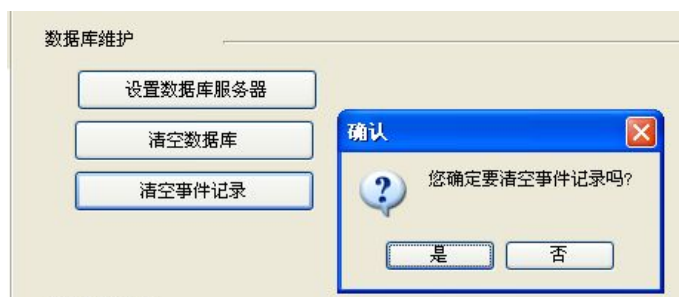 数据库维护
设置数据库服务器
清空数据库
清空事件记录
确认
您确定要清空事件记录吗?
是
否